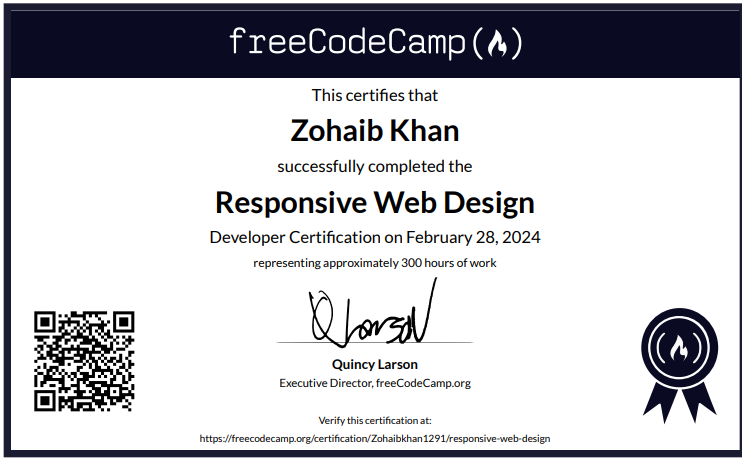 freeCodeCamp
This certifies that
Zohaib Khan
successfully completed the
Responsive Web Design
Developer Certification on February 28, 2024
representing approximately 300 hours of work
Q Larson
Quincy Larson
Executive Director, freeCodeCamp.org
Verify this certification at:
https://freecodecamp.org/certification/Zohaibkhan1291/responsive-web-design